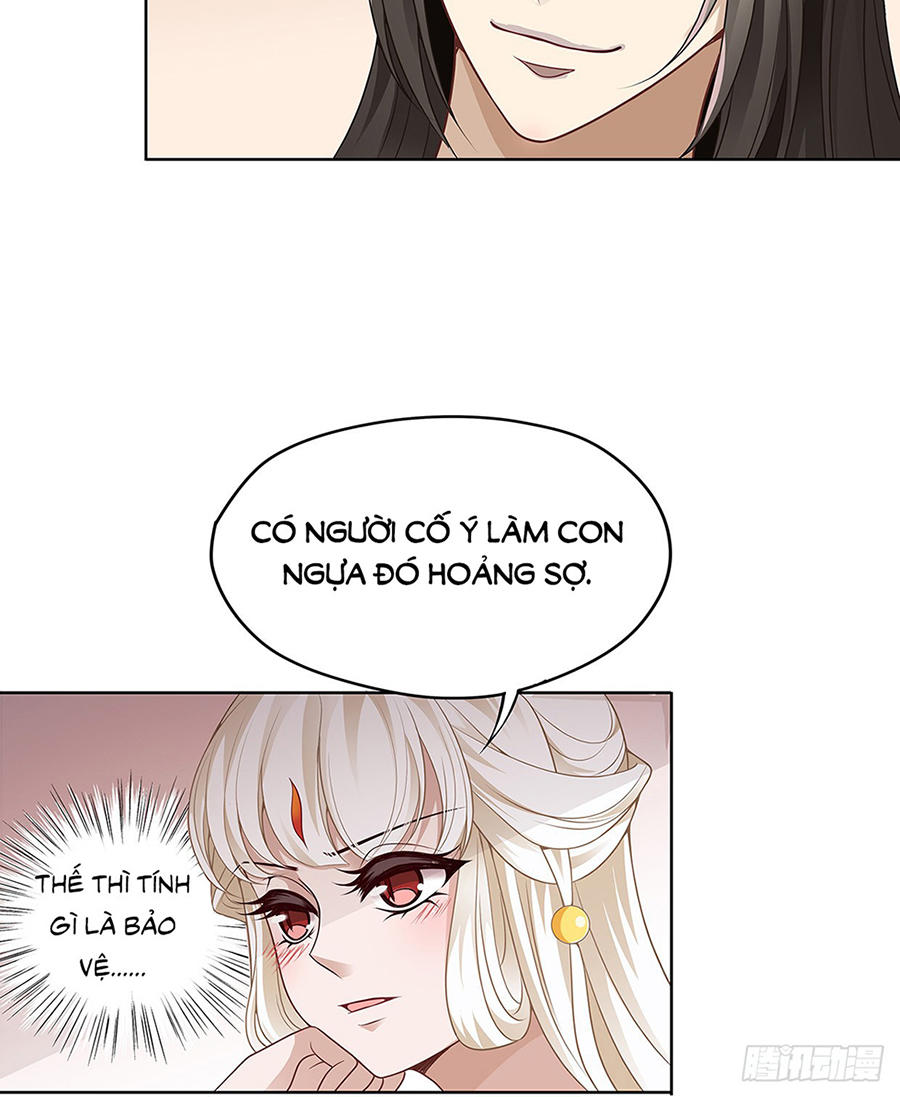 CÓ NGƯỜI CỐ Ý LÀM CON
NGỰA ĐÓ HOẢNG SỢ.
THẾ THÌ TÍNH
GÌ LÀ BẢO
VỆ......
腾讯动漫